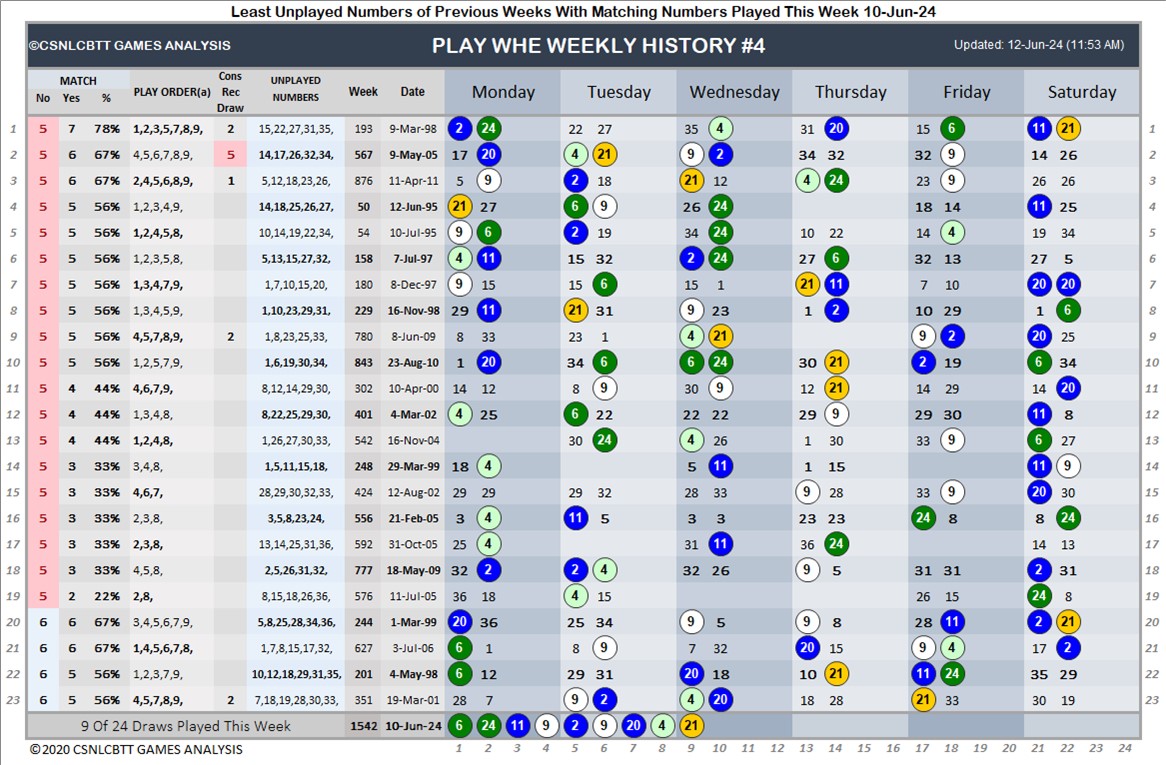 Least Unplayed Numbers of Previous Weeks With Matching Numbers Played This Week 10-Jun-24
©CSNLCBTT GAMES ANALYSIS PLAY WHE WEEKLY HISTORY #4 Updated: 12-Jun-24 (11:53 AM)
MATCH Cons
No Yes % PLAY ORDER(a) Rec Draw UNPLAYED NUMBERS Week Date Monday Tuesday Wednesday Thursday Friday Saturday
1 5 7 78% 1,2,3,5,7,8,9, 2 15,22,27,31,35, 193 9-Mar-98 2 24 22 27 35 4 31 20 15 6 11 21 1
2 5 6 67% 4,5,6,7,8,9, 5 14,17,26,32,34, 567 9-May-05 17 20 4 21 9 2 34 32 32 9 14 26 2
3 5 6 67% 2,4,5,6,8,9, 1 5,12,18,23,26, 876 11-Apr-11 5 9 2 18 21 12 4 24 23 9 26 26 3
4 5 5 56% 1,2,3,4,9, 14,18,25,26,27, 50 12-Jun-95 21 27 6 9 26 24 18 14 11 25 4
5 5 5 56% 1,2,4,5,8, 10,14,19,22,34, 54 10-Jul-95 9 6 2 19 34 24 10 22 14 4 19 34 5
6 5 5 56% 1,2,3,5,8, 5,13,15,27,32, 158 7-Jul-97 4 11 15 32 2 24 27 6 32 13 27 5 6
7 5 5 56% 1,3,4,7,9, 1,7,10,15,20, 180 8-Dec-97 9 15 15 6 15 1 21 11 7 10 20 20 7
8 5 5 56% 1,3,4,5,9, 1,10,23,29,31, 229 16-Nov-98 29 11 21 31 9 23 1 2 10 29 1 6 8
9 5 5 56% 4,5,7,8,9, 2 1,8,23,25,33, 780 8-Jun-09 8 33 23 1 4 21 9 2 20 25 9
10 5 5 56% 1,2,5,7,9, 1,6,19,30,34, 843 23-Aug-10 1 20 34 6 6 24 30 21 2 19 6 34 10
11 5 4 44% 4,6,7,9, 8,12,14,29,30, 302 10-Apr-00 14 12 8 9 30 9 12 21 14 29 14 20 11
12 5 4 44% 1,3,4,8, 8,22,25,29,30, 401 4-Mar-02 4 25 6 22 22 22 29 9 29 30 11 8 12
13 5 4 44% 1,2,4,8, 1,26,27,30,33, 542 16-Nov-04 30 24 4 26 1 30 33 9 6 27 13
14 5 3 33% 3,4,8, 1,5,11,15,18, 248 29-Mar-99 18 4 5 11 1 15 11 9 14
15 5 3 33% 4,6,7, 28,29,30,32,33, 424 12-Aug-02 29 29 29 32 28 33 9 28 33 9 20 30 15
16 5 3 33% 2,3,8, 3,5,8,23,24, 556 21-Feb-05 3 4 11 5 3 3 23 23 24 8 8 24 16
17 5 3 33% 2,3,8, 13,14,25,31,36, 592 31-Oct-05 25 4 31 11 36 24 14 13 17
18 5 3 33% 4,5,8, 2,5,26,31,32, 777 18-May-09 32 2 2 4 32 26 9 5 31 31 2 31 18
19 5 2 22% 2,8, 8,15,18,26,36, 576 11-Jul-05 36 18 4 15 26 15 24 8 19
20 6 6 67% 3,4,5,6,7,9, 5,8,25,28,34,36, 244 1-Mar-99 20 36 25 34 9 5 9 8 28 11 2 21 20
21 6 6 67% 1,4,5,6,7,8, 1,7,8,15,17,32, 627 3-Jul-06 6 1 8 9 7 32 20 15 9 4 17 2 21
22 6 5 56% 1,2,3,7,9, 10,12,18,29,31,35, 201 4-May-98 6 12 29 31 20 18 10 21 11 24 35 29 22
23 6 5 56% 4,5,7,8,9, 2 7,18,19,28,30,33, 351 19-Mar-01 28 7 9 2 4 20 18 28 21 33 30 19 23
9 Of 24 Draws Played This Week 1542 10-Jun-24 6 24 11 9 2 9 20 4 21
© 2020 CSNLCBTT GAMES ANALYSIS 1 2 3 4 5 6 7 8 9 10 11 12 13 14 15 16 17 18 19 20 21 22 23 24